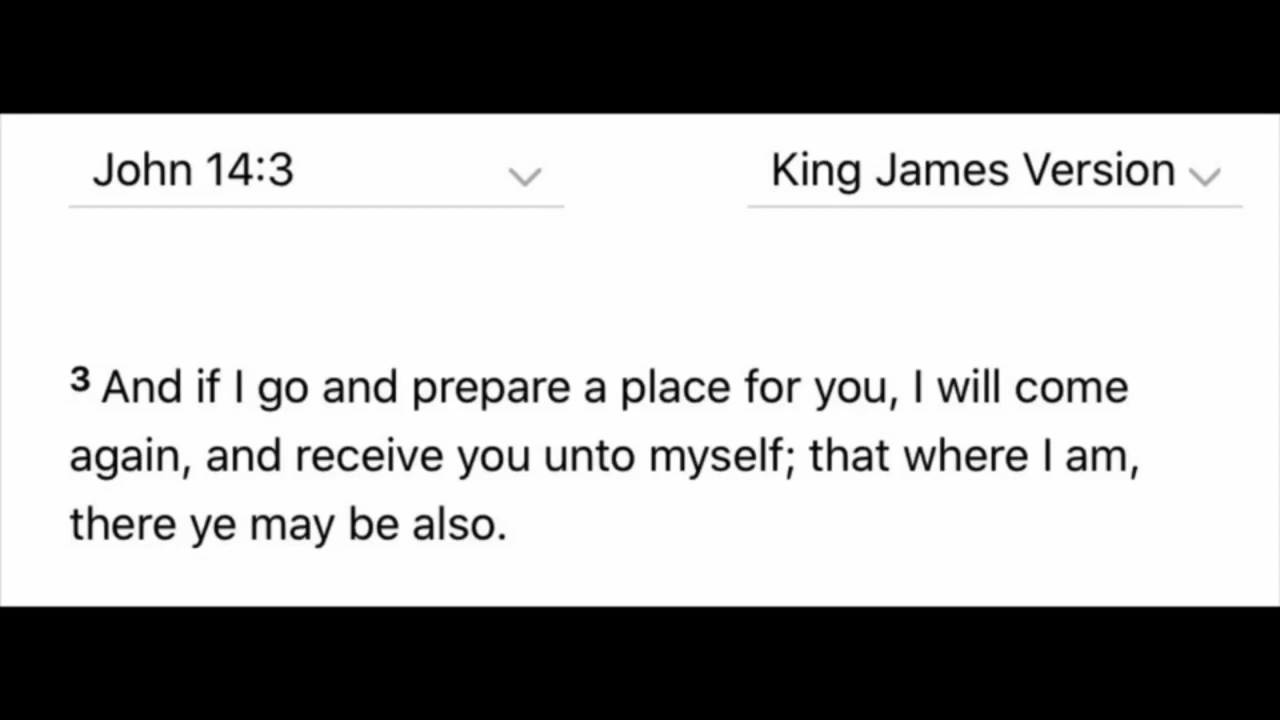 John 14:3
King James Version
3 And if I go and prepare a place for you, I will come
again, and receive you unto myself; that where I am,
there ye may be also.